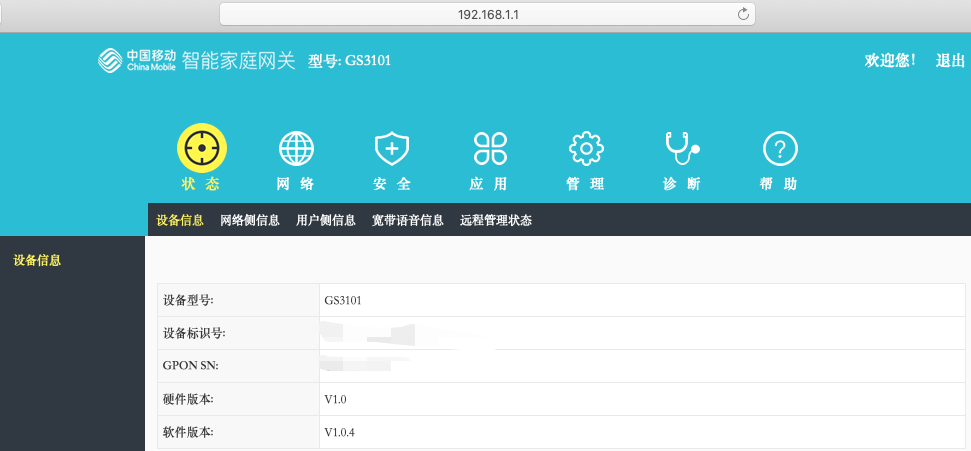 192.168.1.1
中国移动 China Mobile 智能家庭网关 型号: GS3101 欢迎您! 退出
状态 网络 安全 应用 管理 诊断 帮助
设备信息 网络侧信息 用户侧信息 宽带语音信息 远程管理状态
设备信息
设备型号: GS3101
设备标识号:
GPON SN:
硬件版本: V1.0
软件版本: V1.0.4